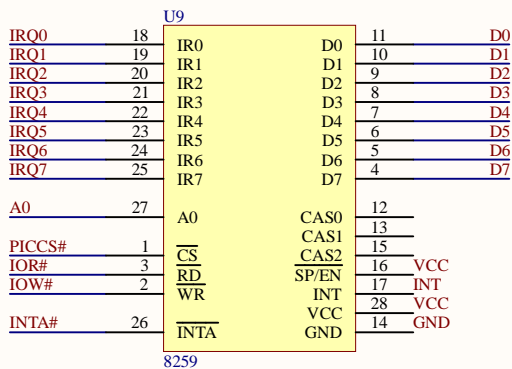 U9
IRQ0 18 IR0 D0 11 D0
IRQ1 19 IR1 D1 10 D1
IRQ2 20 IR2 D2 9 D2
IRQ3 21 IR3 D3 8 D3
IRQ4 22 IR4 D4 7 D4
IRQ5 23 IR5 D5 6 D5
IRQ6 24 IR6 D6 5 D6
IRQ7 25 IR7 D7 4 D7
A0 27 A0 CAS0 12
CAS1 13
PICCS# 1 CS CAS2 15
IOR# 3 RD SP/EN 16 VCC
IOW# 2 WR INT 17 INT
VCC 28 VCC
INTA# 26 INTA GND 14 GND
8259